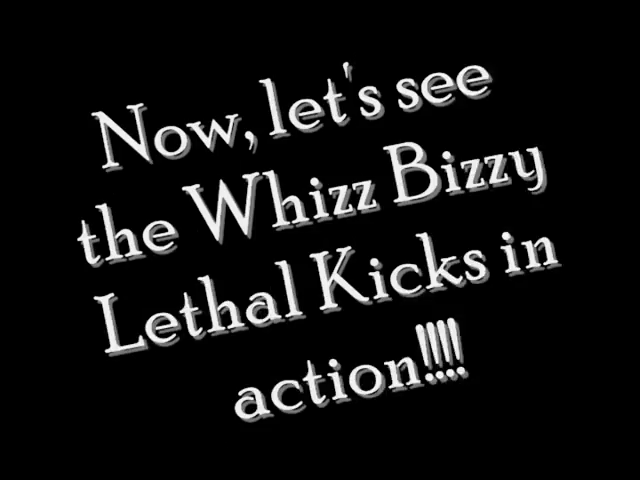 Now, let's see
the Whizz Bizzy
Lethal Kicks in
action!!!!